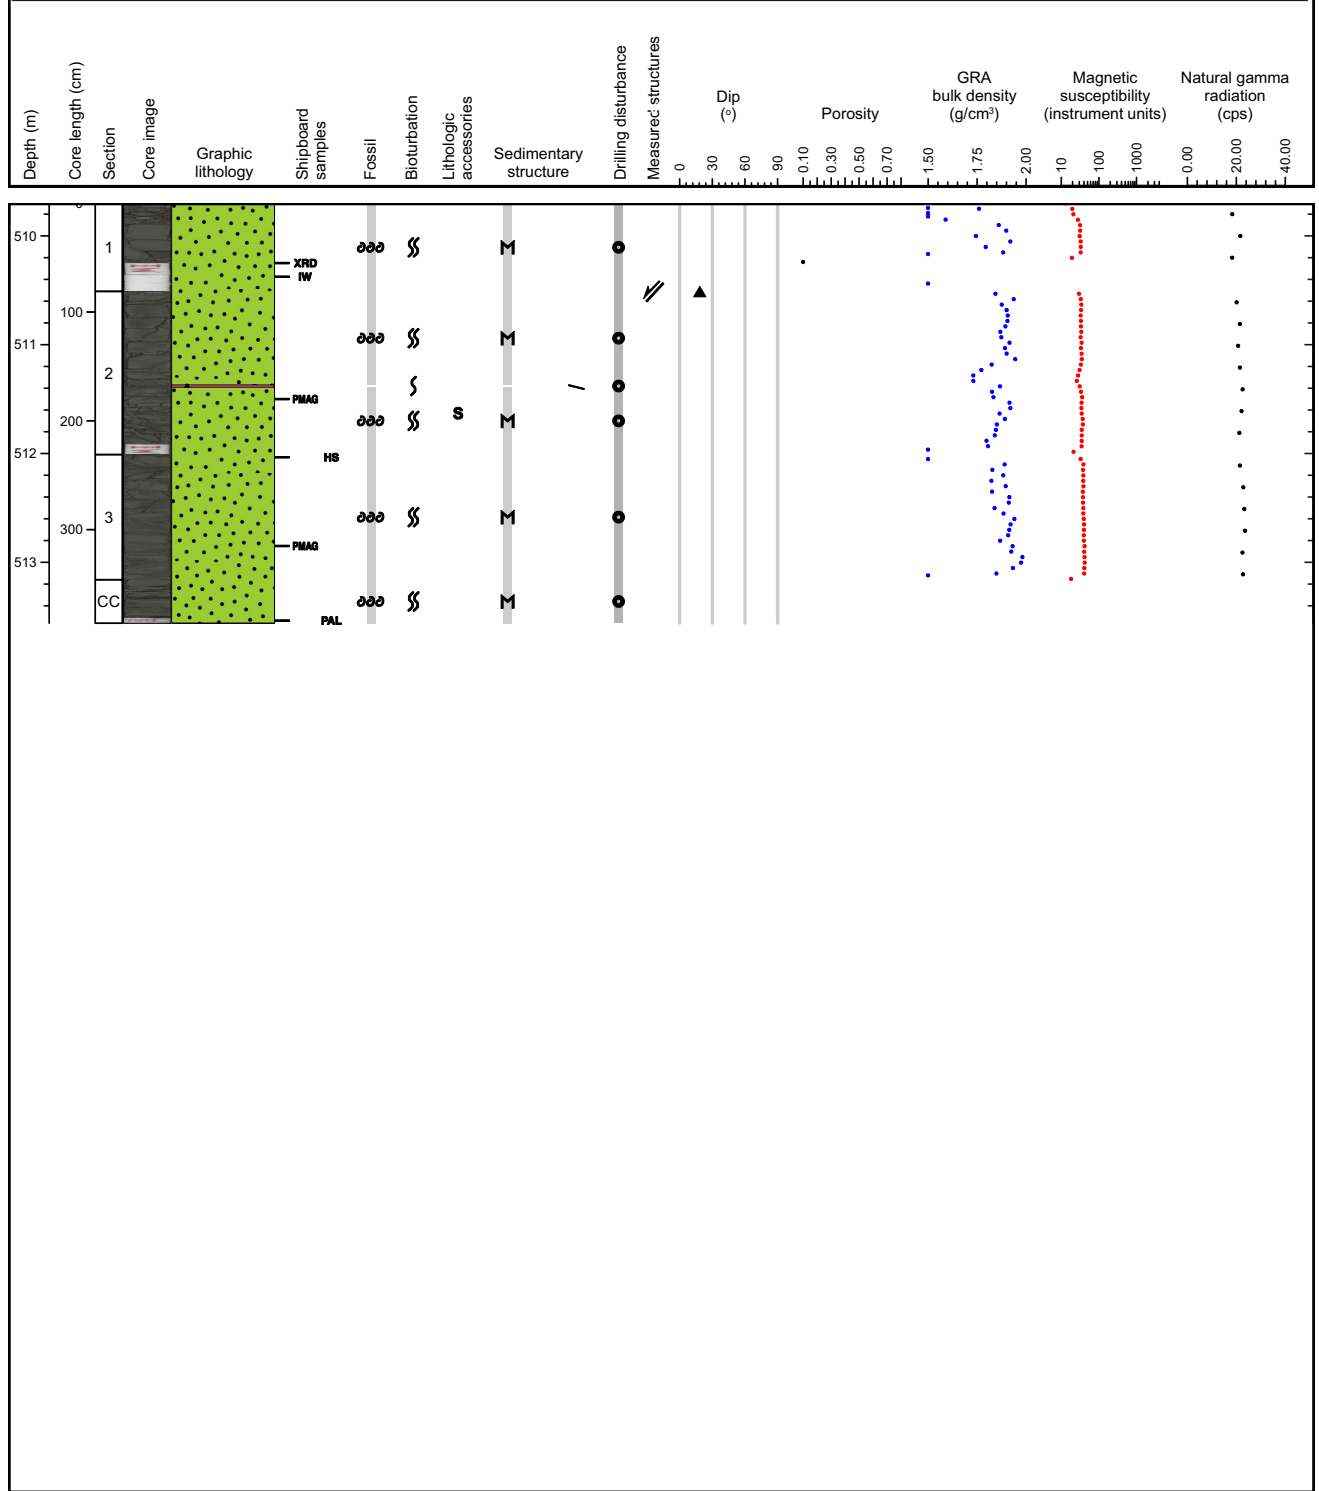 Depth (m)
Core length (cm)
Section
Core image
Graphic
lithology
Shipboard
samples
Fossil
Bioturbation
Lithologic
accessories
Sedimentary
structure
Drilling disturbance
Measured structures
Dip
(°)
0 30 60 90
Porosity
0.10 0.30 0.50 0.70
GRA
bulk density
(g/cm³)
1.50 1.75 2.00
Magnetic
susceptibility
(instrument units)
10 100 1000
Natural gamma
radiation
(cps)
0.00 20.00 40.00
510
1
XRD
IW
100
511
2
PMAG
S
200
512
HS
3
300
PMAG
513
CC
PAL